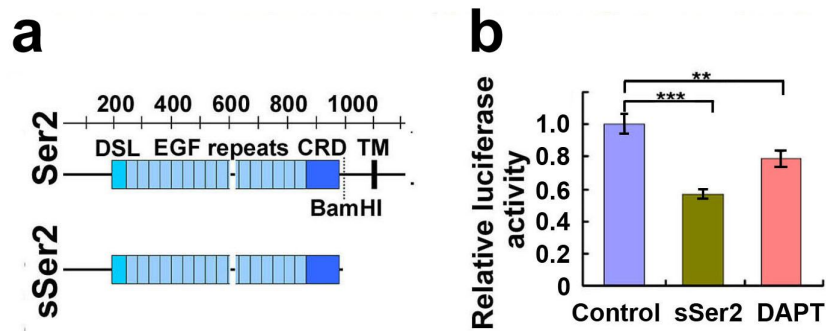 a
200 400 600 800 1000
Ser2
DSL EGF repeats CRD TM
BamHI
sSer2
b
Relative luciferase
activity
**
***
1.0
0.8
0.6
0.4
0.2
0
Control sSer2 DAPT